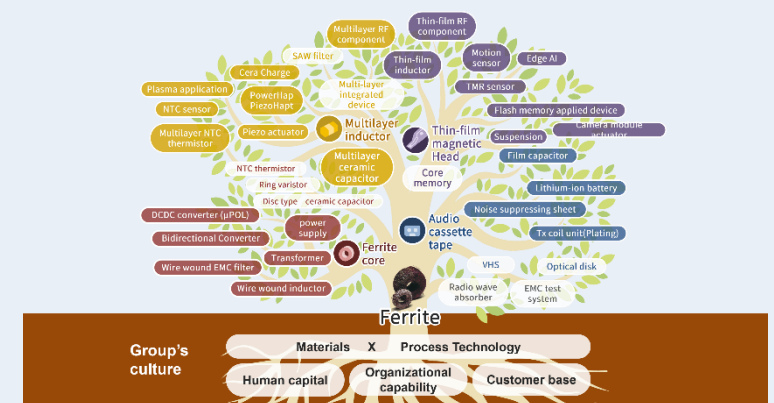 Thin-film RF
component
Multilayer RF
component
SAW filter
Thin-film
inductor
Motion
sensor
Edge AI
Cera Charge
Plasma application
PowerHap
PiezoHapt
Multi-layer
integrated
device
TMR sensor
NTC sensor
Flash memory applied device
Multilayer NTC
thermistor
Piezo actuator
Multilayer
inductor
Thin-film
magnetic
Head
Suspension
Camera module
actuator
Film capacitor
NTC thermistor
Multilayer
ceramic
capacitor
Core
memory
Ring varistor
Lithium-ion battery
Disc type ceramic capacitor
DCDC converter (μPOL)
power
supply
Audio
cassette
tape
Noise suppressing sheet
Bidirectional Converter
Tx coil unit(Plating)
Transformer
Ferrite
core
Wire wound EMC filter
VHS
Optical disk
Wire wound inductor
Radio wave
absorber
EMC test
system
Ferrite
Group's
culture
Materials X Process Technology
Human capital
Organizational
capability
Customer base